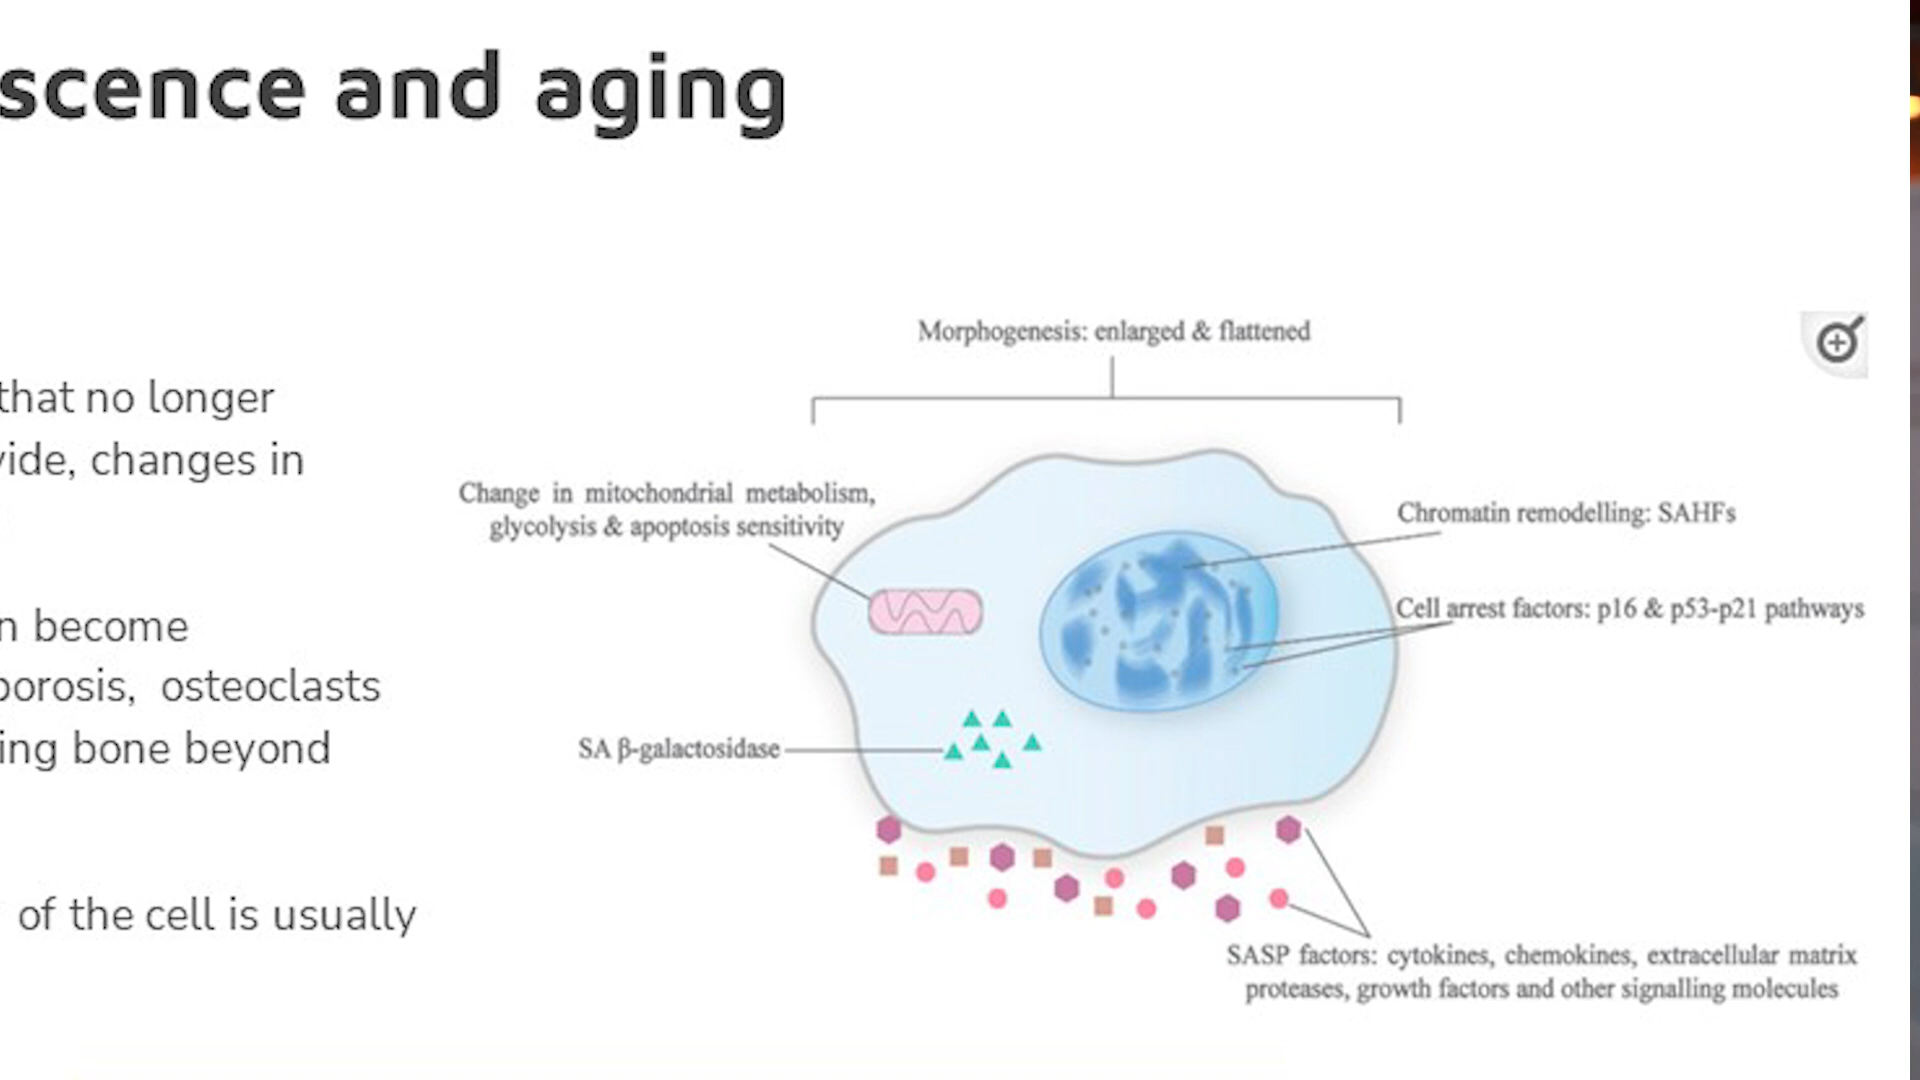 scence and aging
that no longer
vide, changes in
n become
porosis, osteoclasts
ing bone beyond
of the cell is usually
Morphogenesis: enlarged & flattened
Change in mitochondrial metabolism,
glycolysis & apoptosis sensitivity
Chromatin remodelling: SAHFs
Cell arrest factors: p16 & p53-p21 pathways
SA β-galactosidase
SASP factors: cytokines, chemokines, extracellular matrix
proteases, growth factors and other signalling molecules